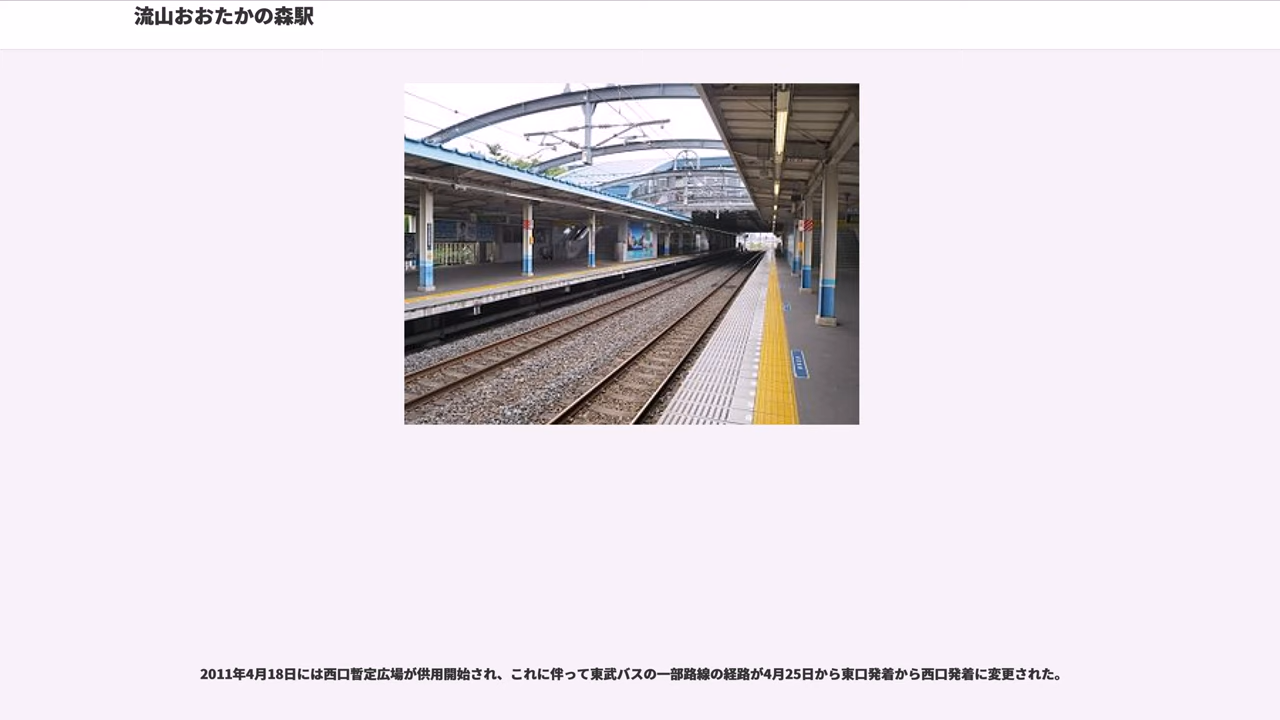 流山おおたかの森駅
2011年4月18日には西口暫定広場が供用開始され、これに伴って東武バスの一部路線の経路が4月25日から東口発着から西口発着に変更された。